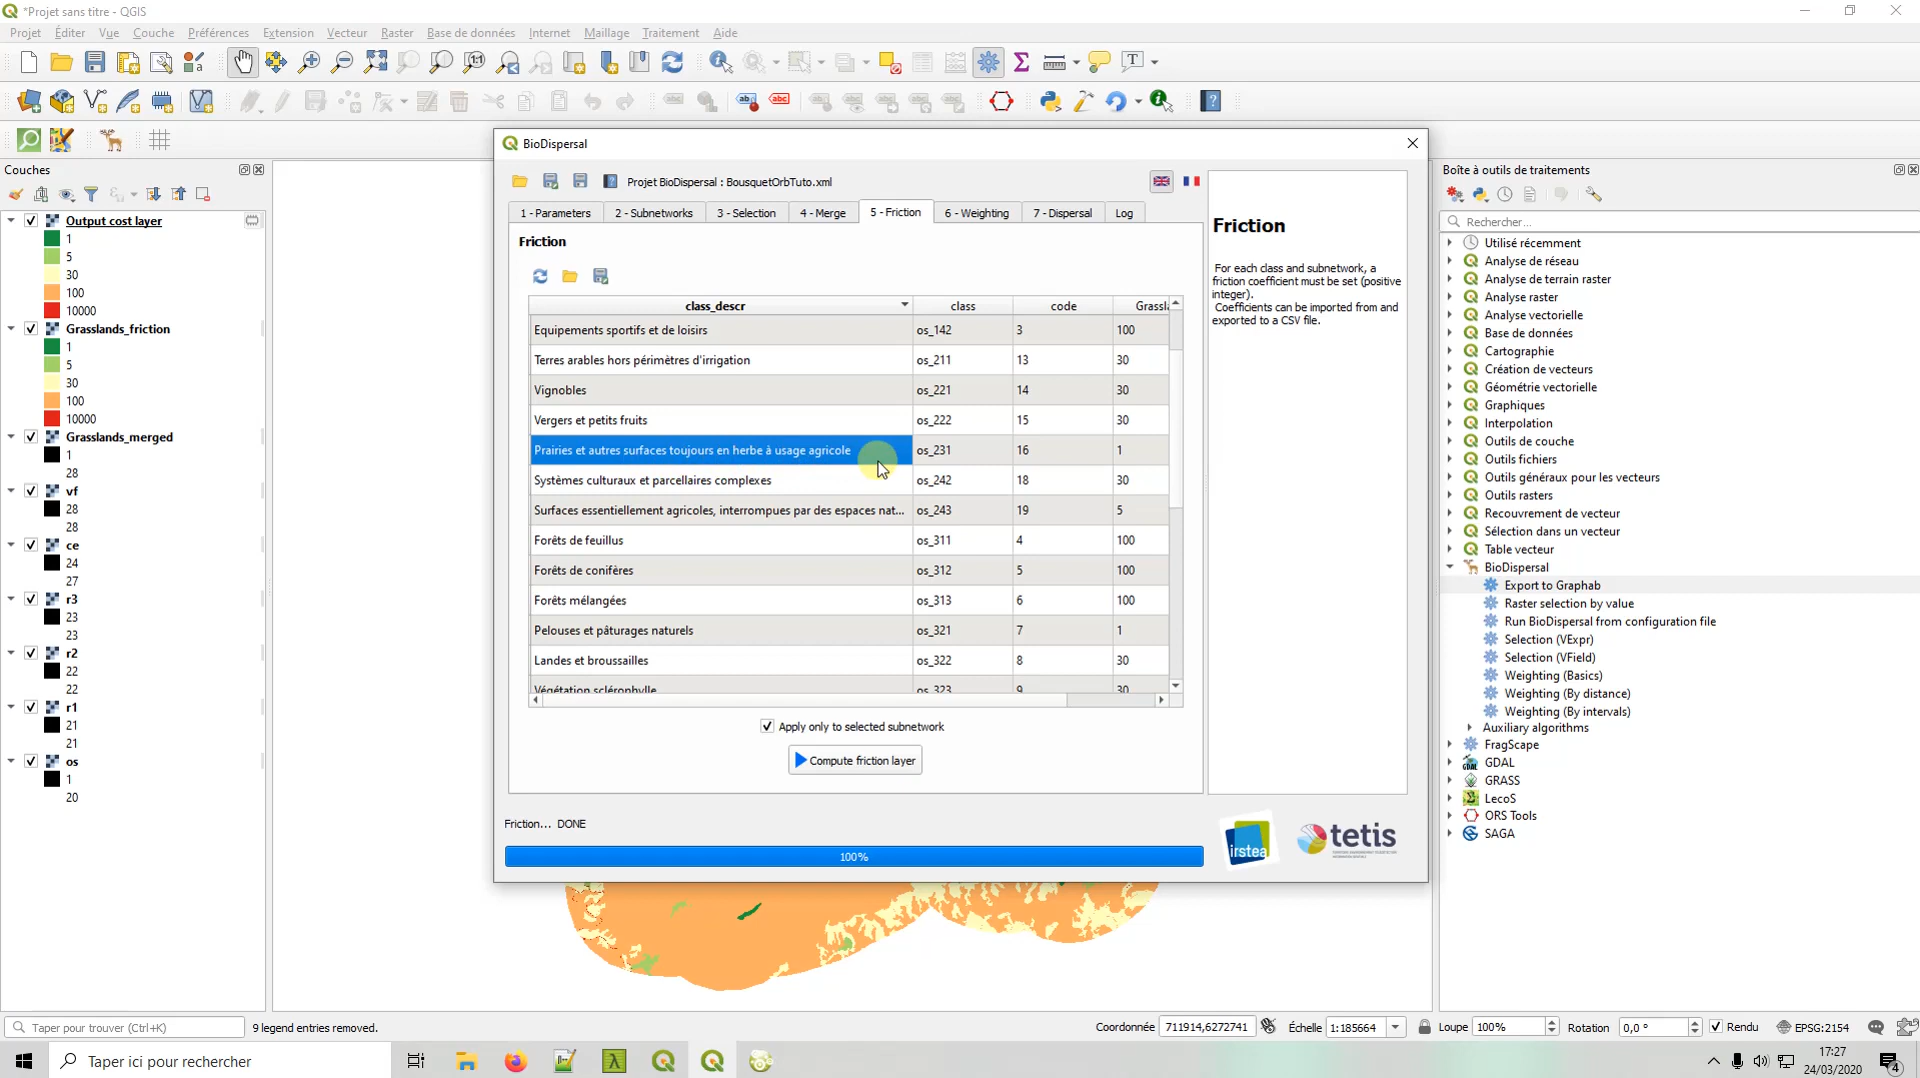 *Projet sans titre - QGIS
Projet Éditer Vue Couche Préférences Extension Vecteur Raster Base de données Internet Maillage Traitement Aide
Couches
Output cost layer
1
5
30
100
10000
Grasslands_friction
1
5
30
100
10000
Grasslands_merged
1
28
vf
28
28
ce
24
27
r3
23
23
r2
22
22
r1
21
21
os
1
20
BioDispersal
Projet BioDispersal : BousquetOrbTuto.xml
1 - Parameters 2 - Subnetworks 3 - Selection 4 - Merge 5 - Friction 6 - Weighting 7 - Dispersal Log
Friction
class_descr class code Grassla
Equipements sportifs et de loisirs os_142 3 100
Terres arables hors périmètres d'irrigation os_211 13 30
Vignobles os_221 14 30
Vergers et petits fruits os_222 15 30
Prairies et autres surfaces toujours en herbe à usage agricole os_231 16 1
Systèmes culturaux et parcellaires complexes os_242 18 30
Surfaces essentiellement agricoles, interrompues par des espaces nat... os_243 19 5
Forêts de feuillus os_311 4 100
Forêts de conifères os_312 5 100
Forêts mélangées os_313 6 100
Pelouses et pâturages naturels os_321 7 1
Landes et broussailles os_322 8 30
Végétation sclérophylle os_323 9 30
Apply only to selected subnetwork
Compute friction layer
Friction... DONE
100%
Friction
For each class and subnetwork, a
friction coefficient must be set (positive
integer).
Coefficients can be imported from and
exported to a CSV file.
irstea
tetis
Boîte à outils de traitements
Rechercher...
Utilisé récemment
Analyse de réseau
Analyse de terrain raster
Analyse raster
Analyse vectorielle
Base de données
Cartographie
Création de vecteurs
Géométrie vectorielle
Graphiques
Interpolation
Outils de couche
Outils fichiers
Outils généraux pour les vecteurs
Outils rasters
Recouvrement de vecteur
Sélection dans un vecteur
Table vecteur
BioDispersal
Export to Graphab
Raster selection by value
Run BioDispersal from configuration file
Selection (VExpr)
Selection (VField)
Weighting (Basics)
Weighting (By distance)
Weighting (By intervals)
Auxiliary algorithms
FragScape
GDAL
GRASS
LecoS
ORS Tools
SAGA
Taper pour trouver (Ctrl+K) 9 legend entries removed. Coordonnée 711914,6272741 Échelle 1:185664 Loupe 100% Rotation 0,0 ° Rendu EPSG:2154
Taper ici pour rechercher
17:27
24/03/2020
4